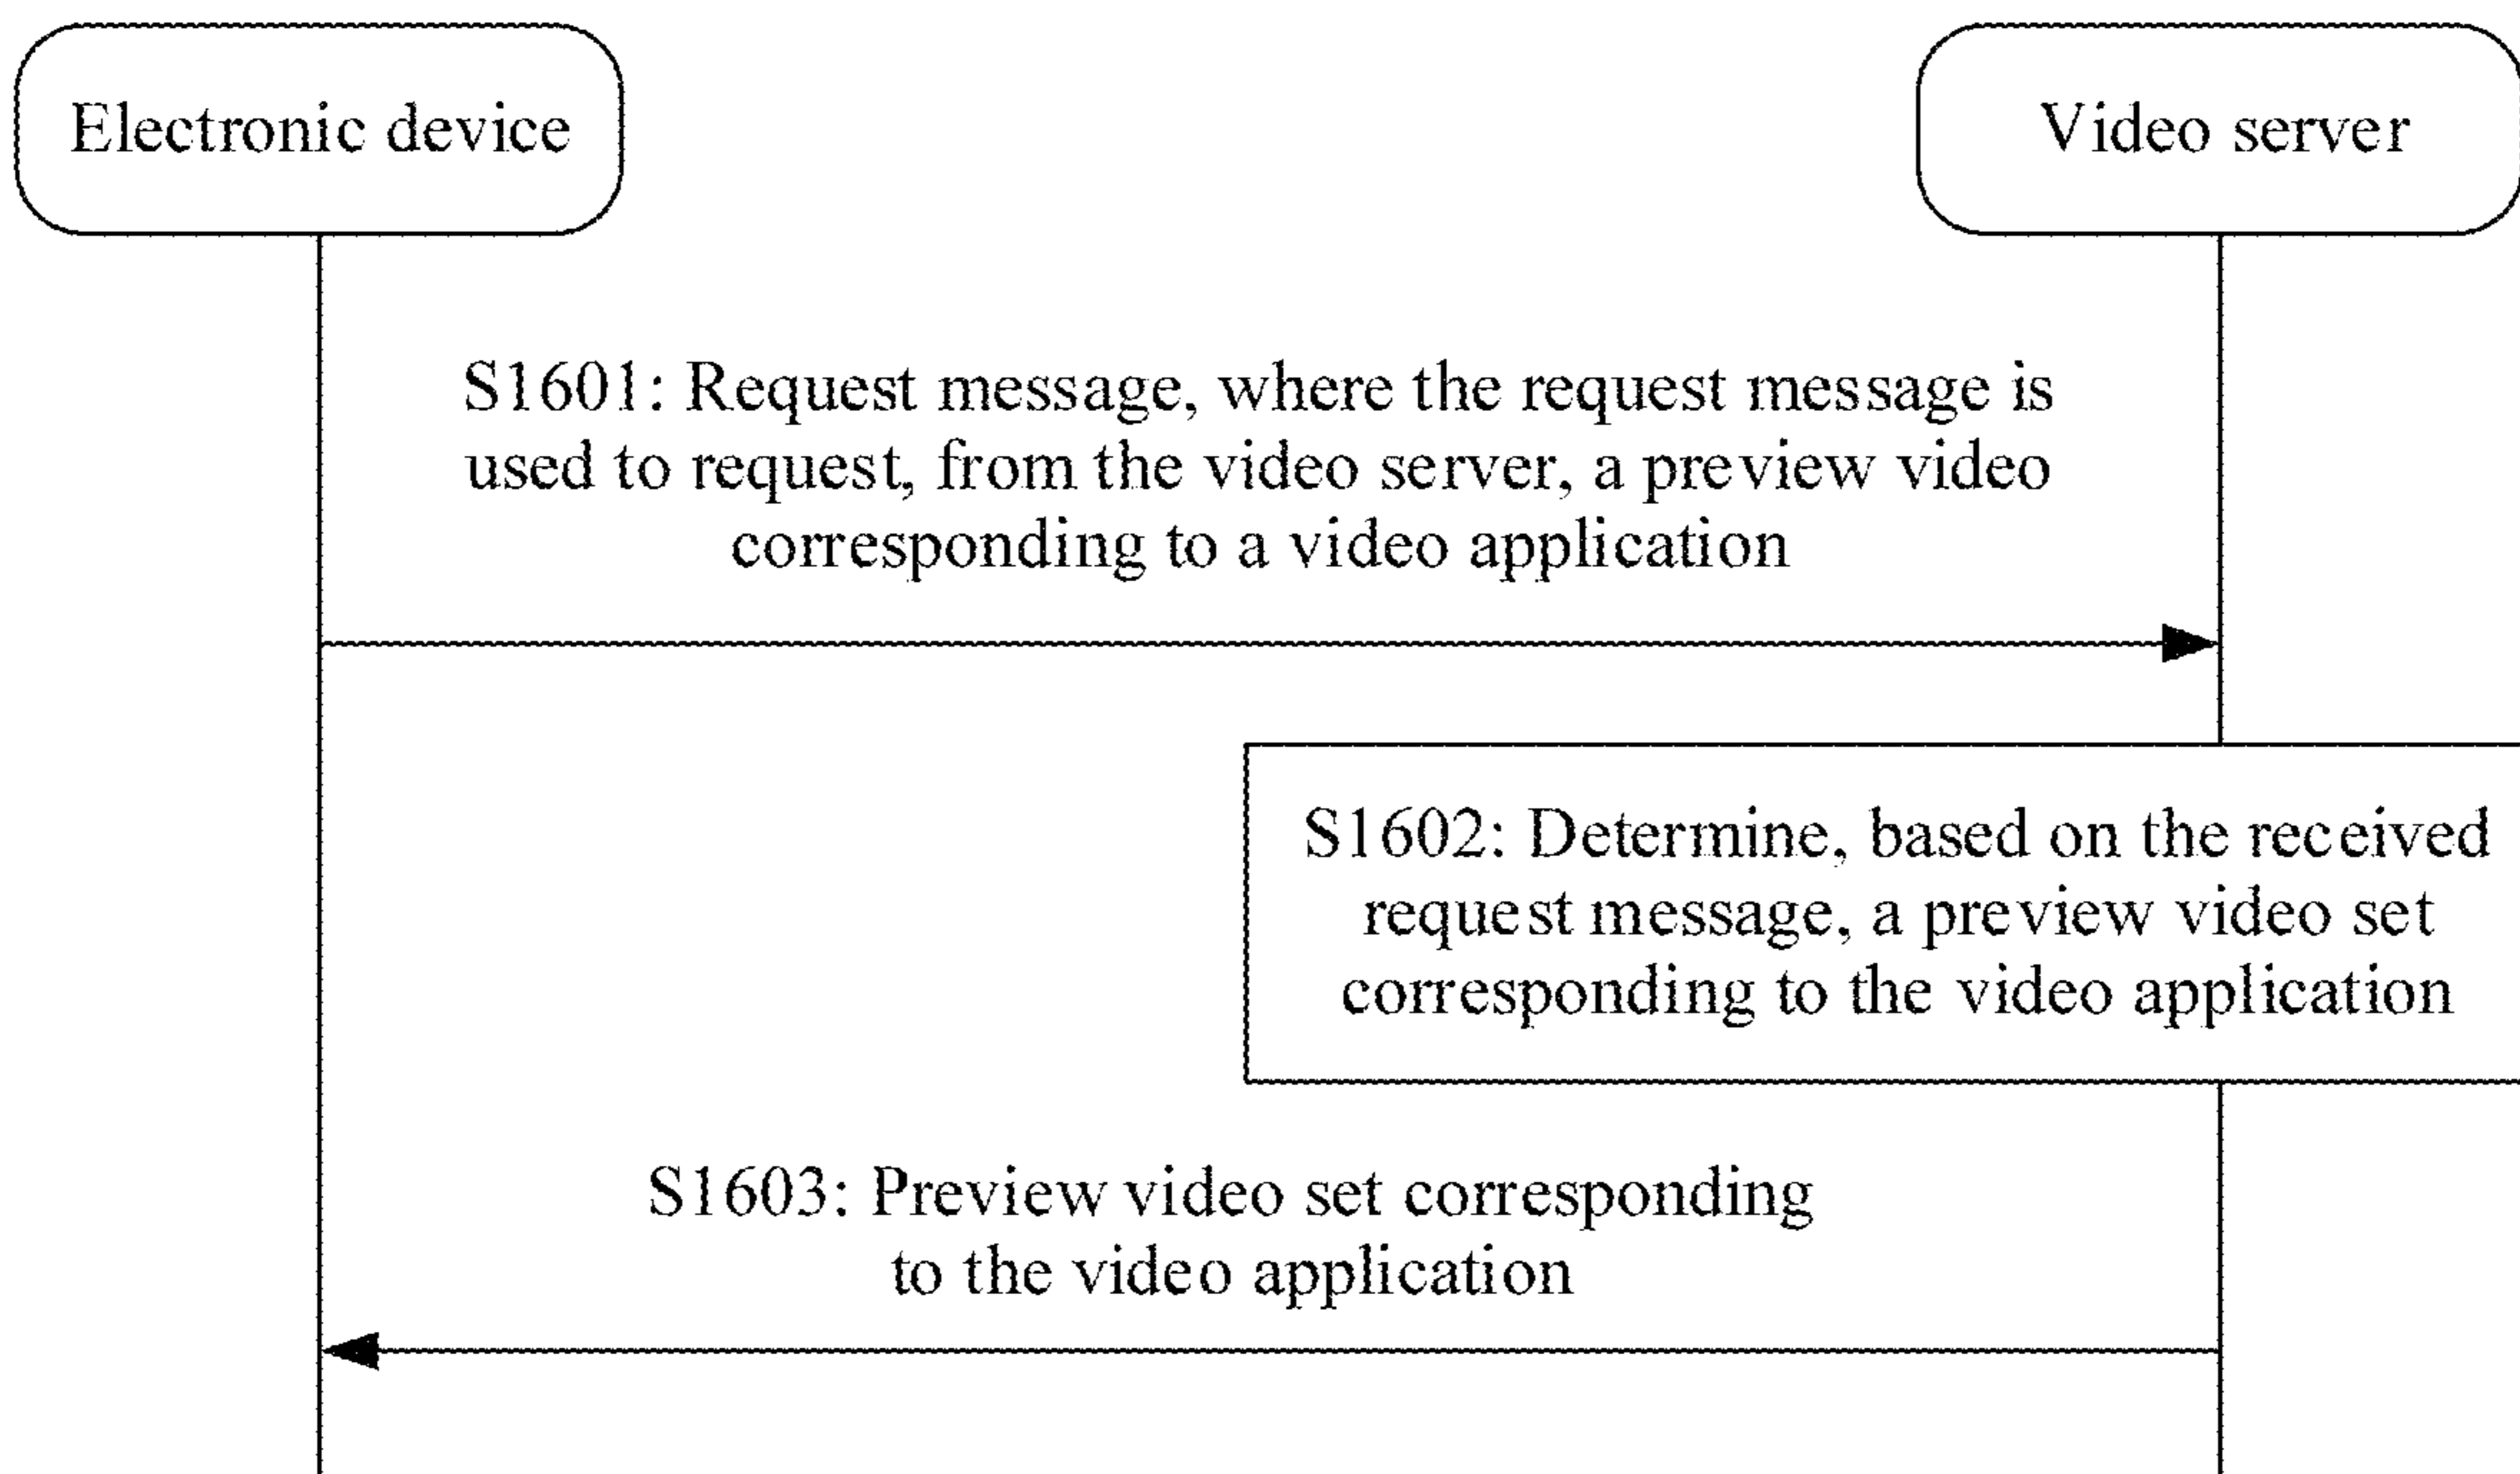 Electronic device
Video server
S1601: Request message, where the request message is
used to request, from the video server, a preview video
corresponding to a video application
S1602: Determine, based on the received
request message, a preview video set
corresponding to the video application
S1603: Preview video set corresponding
to the video application